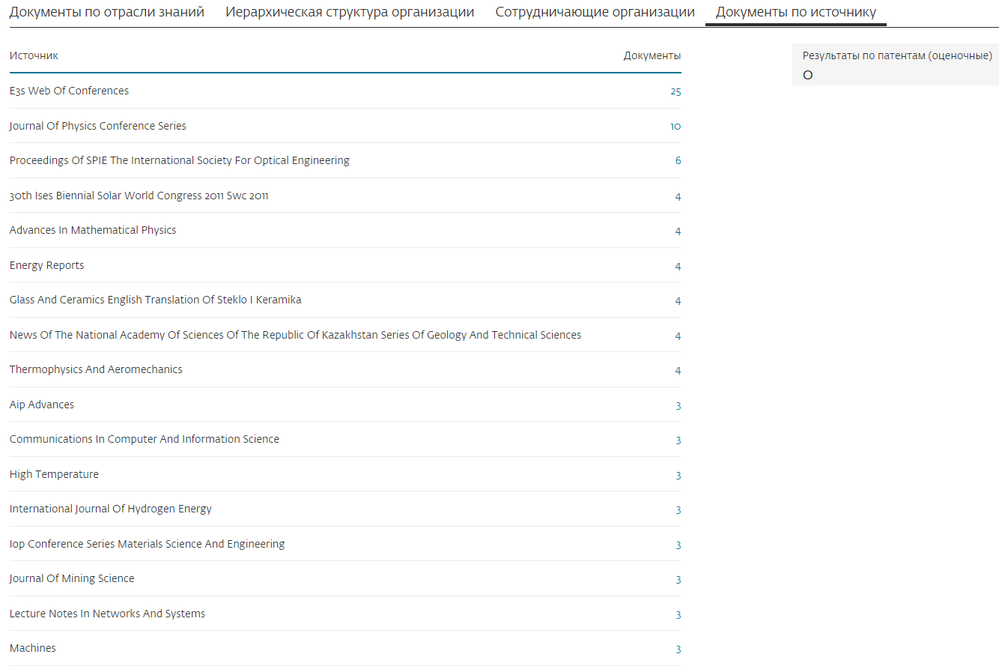 Документы по отрасли знаний Иерархическая структура организации Сотрудничающие организации Документы по источнику
Источник Документы
E3s Web Of Conferences 25
Journal Of Physics Conference Series 10
Proceedings Of SPIE The International Society For Optical Engineering 6
30th Ises Biennial Solar World Congress 2011 Swc 2011 4
Advances In Mathematical Physics 4
Energy Reports 4
Glass And Ceramics English Translation Of Steklo I Keramika 4
News Of The National Academy Of Sciences Of The Republic Of Kazakhstan Series Of Geology And Technical Sciences 4
Thermophysics And Aeromechanics 4
Aip Advances 3
Communications In Computer And Information Science 3
High Temperature 3
International Journal Of Hydrogen Energy 3
Iop Conference Series Materials Science And Engineering 3
Journal Of Mining Science 3
Lecture Notes In Networks And Systems 3
Machines 3
Результаты по патентам (оценочные)
0